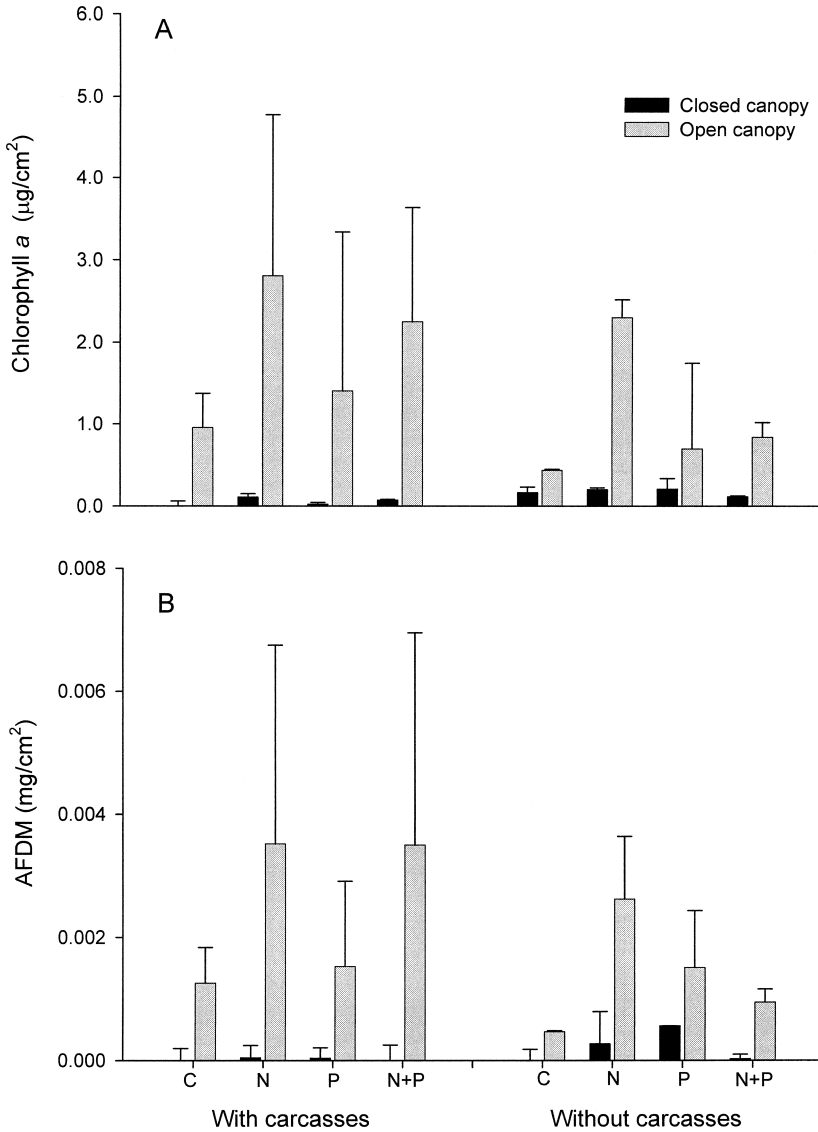 A
6.0
5.0
4.0
3.0
2.0
1.0
0.0
Chlorophyll a (μg/cm²)
Closed canopy
Open canopy
B
0.008
0.006
0.004
0.002
0.000
AFDM (mg/cm²)
C N P N+P C N P N+P
With carcasses Without carcasses